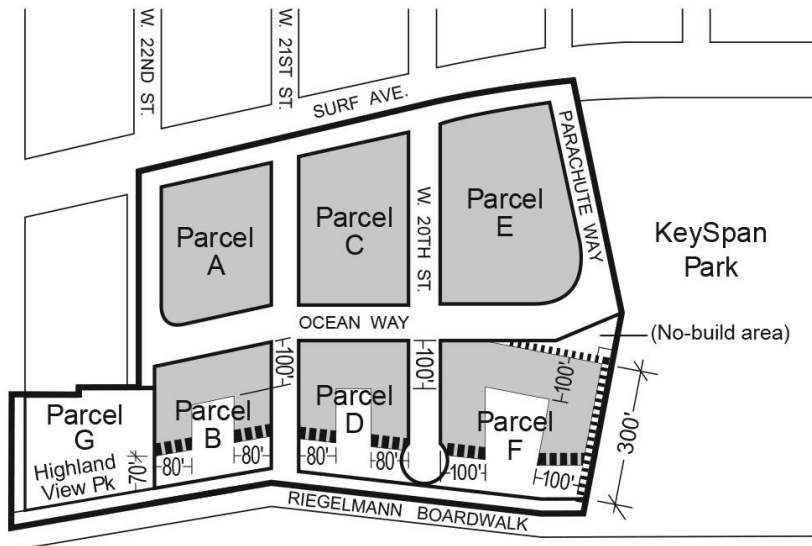 W. 22ND ST.
W. 21ST ST.
SURF AVE.
PARACHUTE WAY
Parcel
A
Parcel
C
W. 20TH ST.
Parcel
E
KeySpan
Park
OCEAN WAY
(No-build area)
100'
100'
100'
300'
Parcel
G
Highland
View Pk
70'
Parcel
B
80'
80'
Parcel
D
80'
80'
Parcel
F
100'
100'
RIEGELMANN BOARDWALK